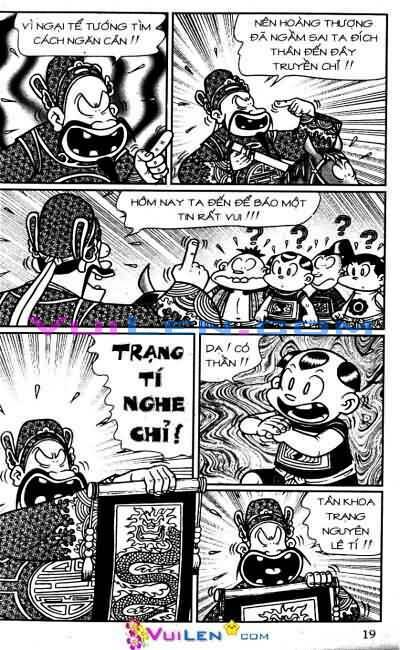 VÌ NGẠI TỂ TƯỚNG TÌM
CÁCH NGĂN CẢN !!
NÊN HOÀNG THƯỢNG
ĐÃ NGẦM SAI TA ĐÍCH
THÂN ĐẾN ĐÂY
TRUYỀN CHỈ !
HÔM NAY TA ĐẾN ĐỂ BÁO MỘT
TIN RẤT VUI !!!
?
?
?
?
VUILEN.COM
TRẠNG
TÍ
NGHE
CHỈ !
DẠ ! CÓ
THẦN !!
TÂN KHOA
TRẠNG
NGUYÊN
LÊ TÍ !!
19
VUILEN.COM